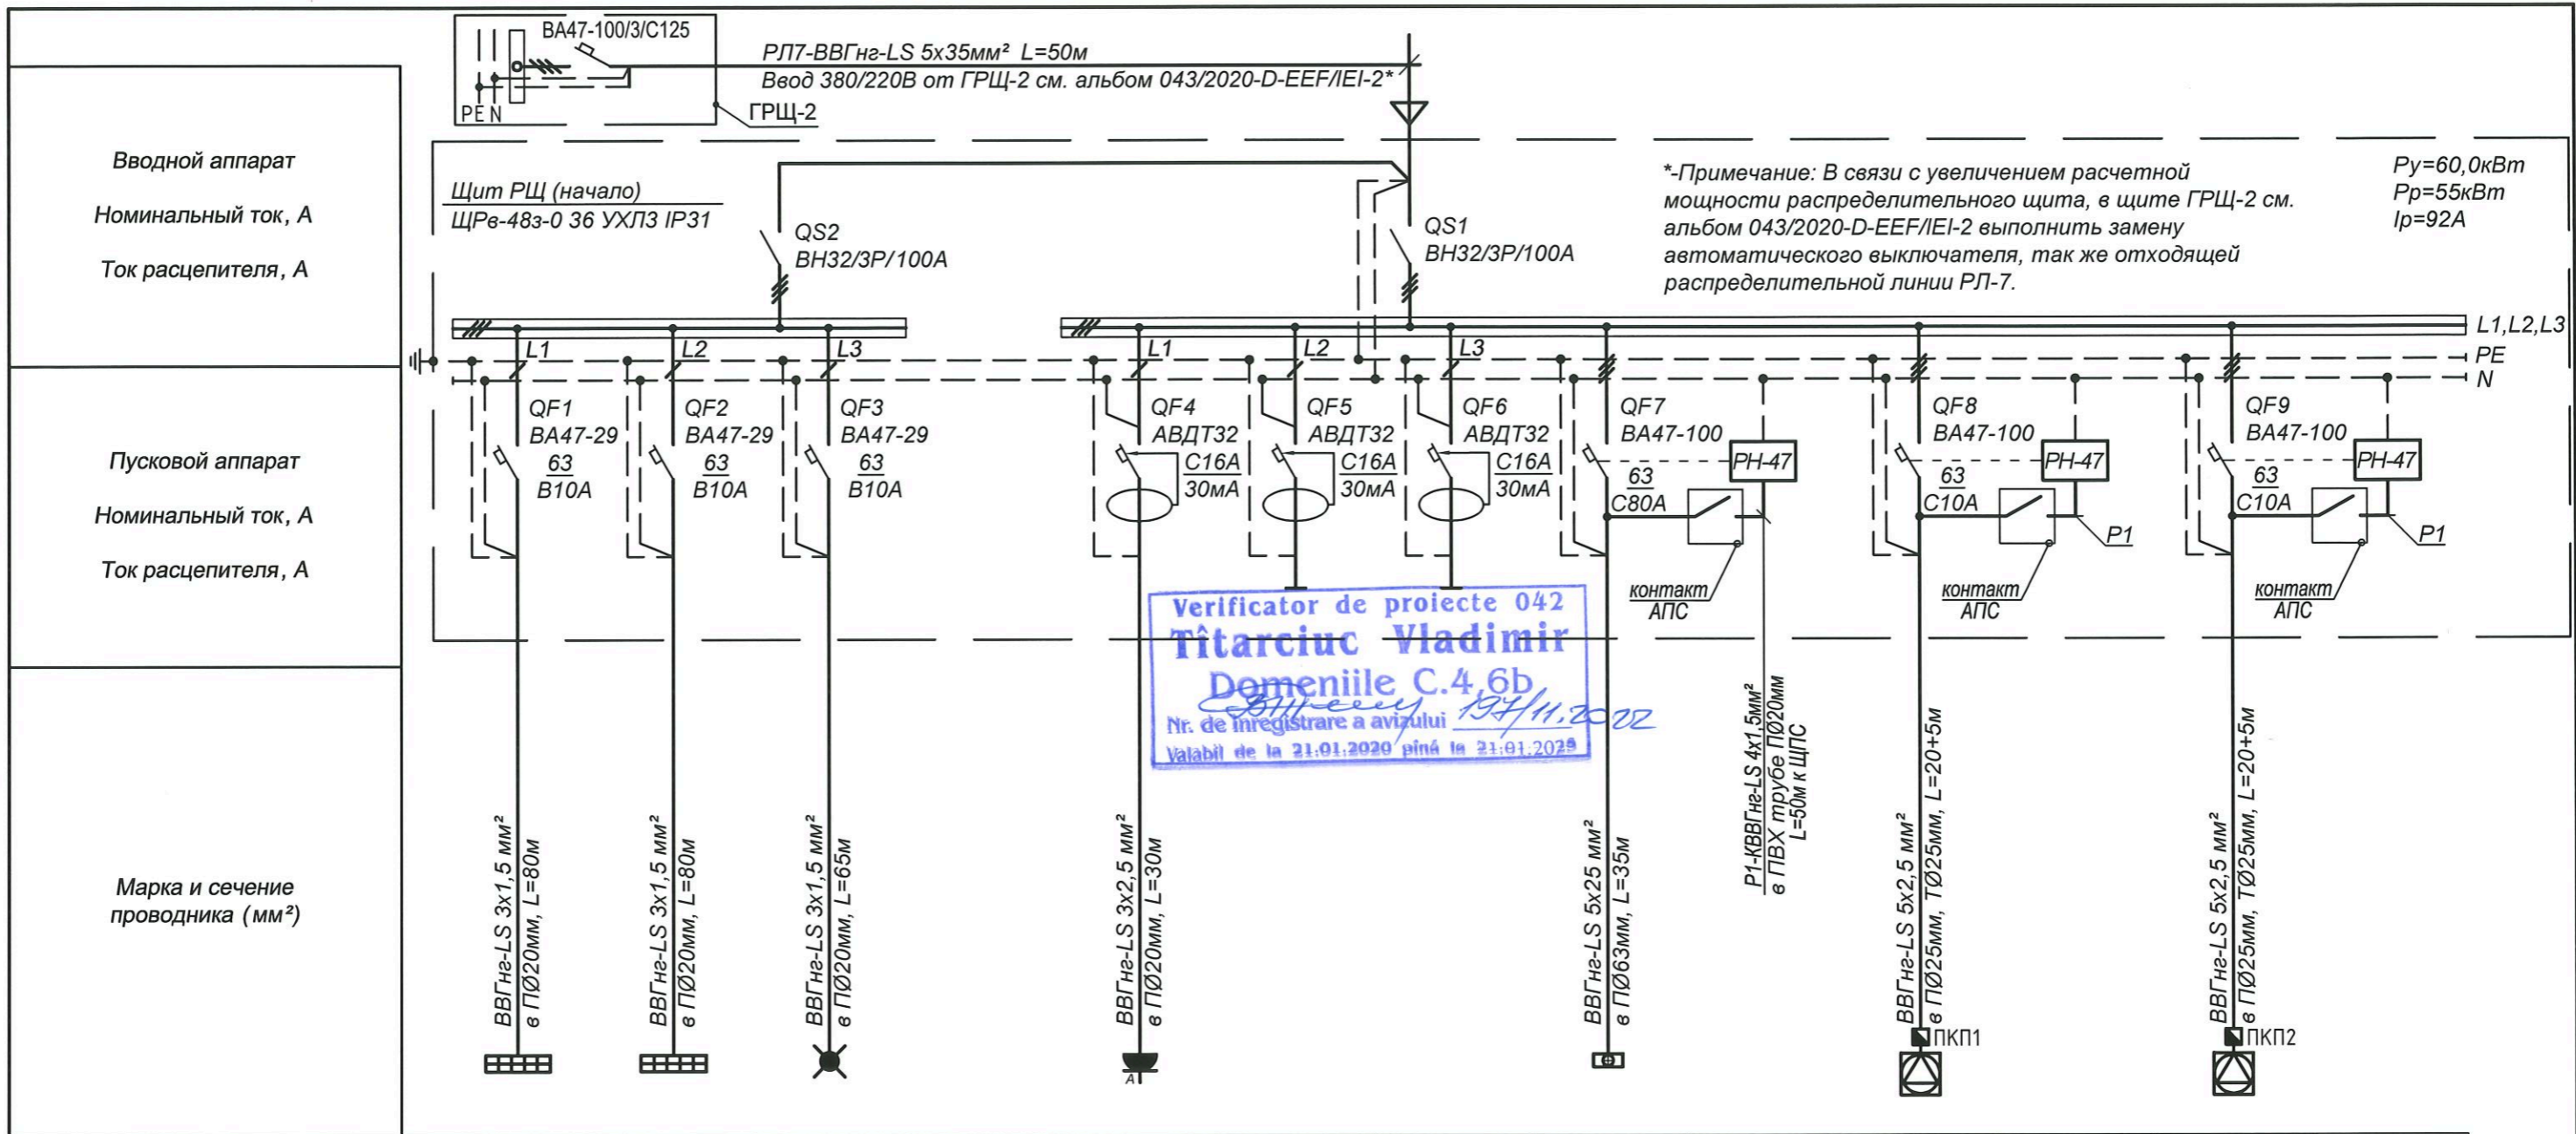 ВА47-100/3/С125
РЛ7-ВВГнг-LS 5х35мм² L=50м
Ввод 380/220В от ГРЩ-2 см. альбом 043/2020-D-EEF/IEI-2*
PE N
ГРЩ-2
Вводной аппарат
Номинальный ток, А
Ток расцепителя, А
Щит РЩ (начало)
ЩРв-48з-0 36 УХЛ3 IP31
QS2
ВН32/3Р/100А
QS1
ВН32/3Р/100А
*-Примечание: В связи с увеличением расчетной
мощности распределительного щита, в щите ГРЩ-2 см.
альбом 043/2020-D-EEF/IEI-2 выполнить замену
автоматического выключателя, так же отходящей
распределительной линии РЛ-7.
Ру=60,0кВт
Рр=55кВт
Iр=92А
L1,L2,L3
PE
N
L1
L2
L3
L1
L2
L3
Пусковой аппарат
Номинальный ток, А
Ток расцепителя, А
QF1
ВА47-29
63
В10А
QF2
ВА47-29
63
В10А
QF3
ВА47-29
63
В10А
QF4
АВДТ32
С16А
30мА
QF5
АВДТ32
С16А
30мА
QF6
АВДТ32
С16А
30мА
QF7
ВА47-100
63
С80А
РН-47
контакт
АПС
QF8
ВА47-100
63
С10А
РН-47
Р1
контакт
АПС
QF9
ВА47-100
63
С10А
РН-47
Р1
контакт
АПС
Verificator de proiecte 042
Tîtarciuc Vladimir
Domeniile C.4,6b
Nr. de înregistrare a avizului 197/11.2022
Valabil de la 21.01.2020 pînă la 21.01.2025
Марка и сечение
проводника (мм²)
ВВГнг-LS 3х1,5 мм²
в ПØ20мм, L=80м
ВВГнг-LS 3х1,5 мм²
в ПØ20мм, L=80м
ВВГнг-LS 3х1,5 мм²
в ПØ20мм, L=65м
ВВГнг-LS 3х2,5 мм²
в ПØ20мм, L=30м
ВВГнг-LS 5х25 мм²
в ПØ63мм, L=35м
Р1-КВВГнг-LS 4х1,5мм²
в ПВХ трубе ПØ20мм
L=50м к ЩПС
ВВГнг-LS 5х2,5 мм²
в ПØ25мм, ТØ25мм, L=20+5м
ВВГнг-LS 5х2,5 мм²
в ПØ25мм, ТØ25мм, L=20+5м
А
ПКП1
ПКП2